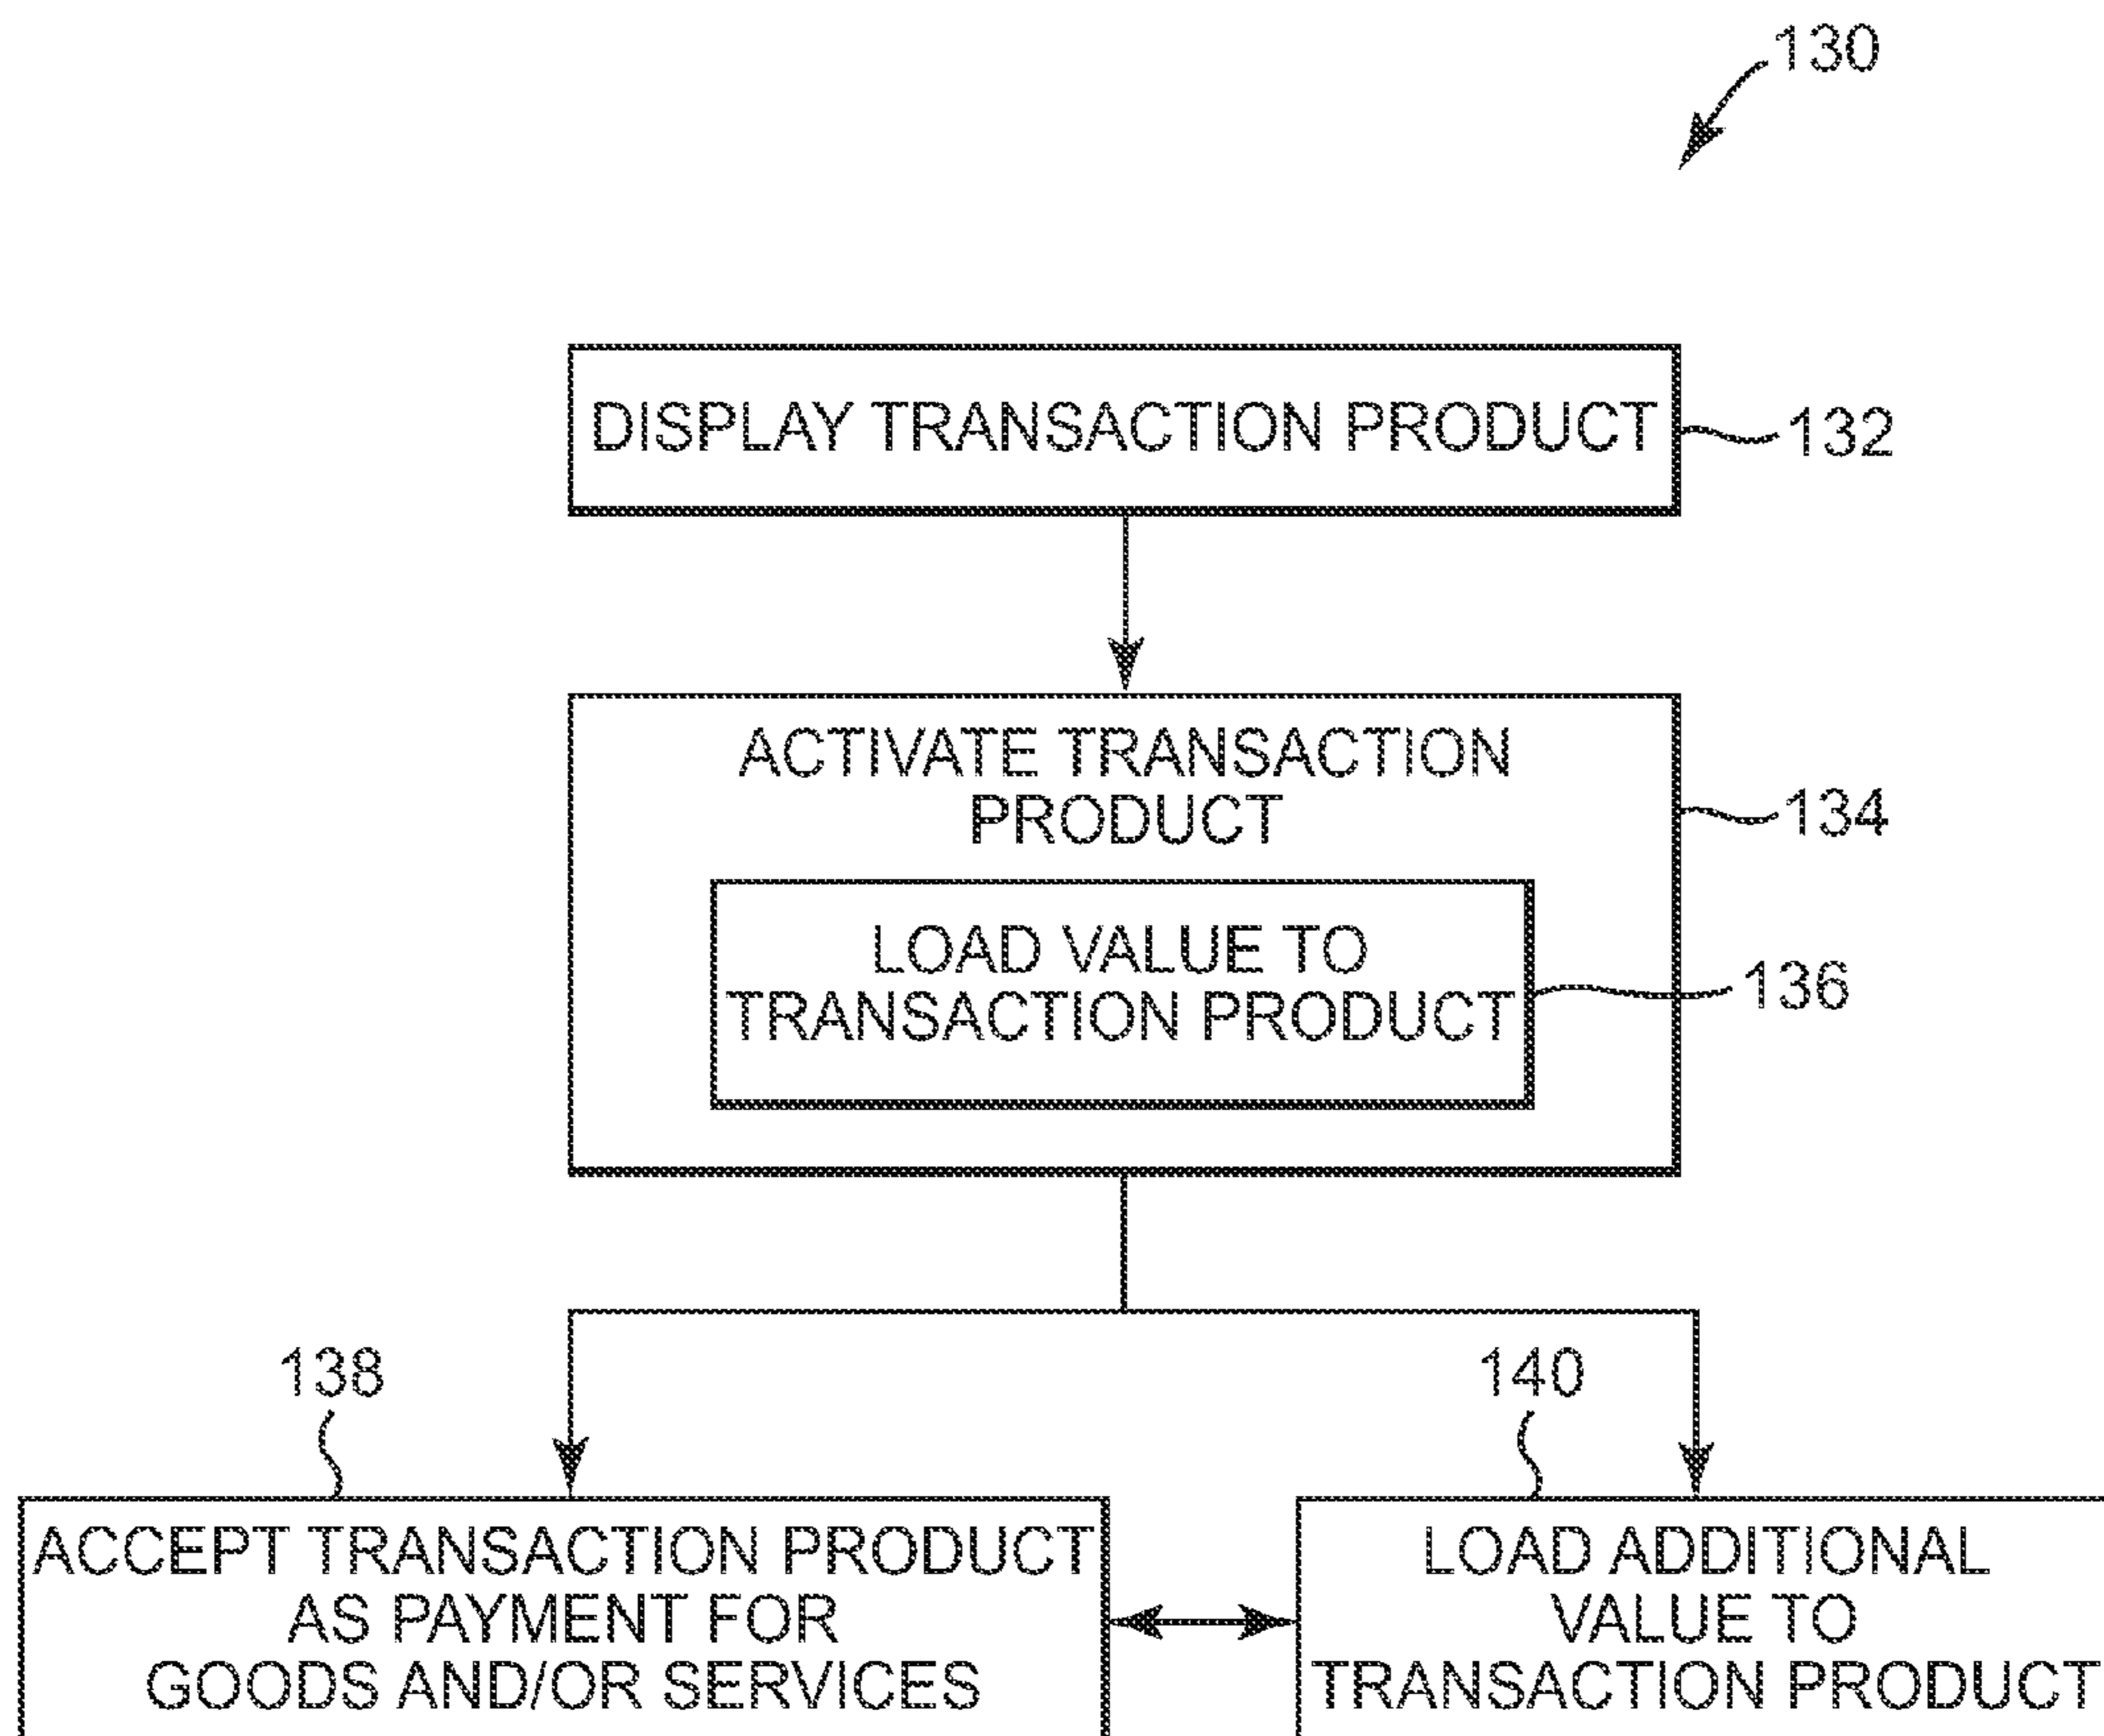 130
DISPLAY TRANSACTION PRODUCT
132
ACTIVATE TRANSACTION
PRODUCT
134
LOAD VALUE TO
TRANSACTION PRODUCT
136
138
140
ACCEPT TRANSACTION PRODUCT
AS PAYMENT FOR
GOODS AND/OR SERVICES
LOAD ADDITIONAL
VALUE TO
TRANSACTION PRODUCT